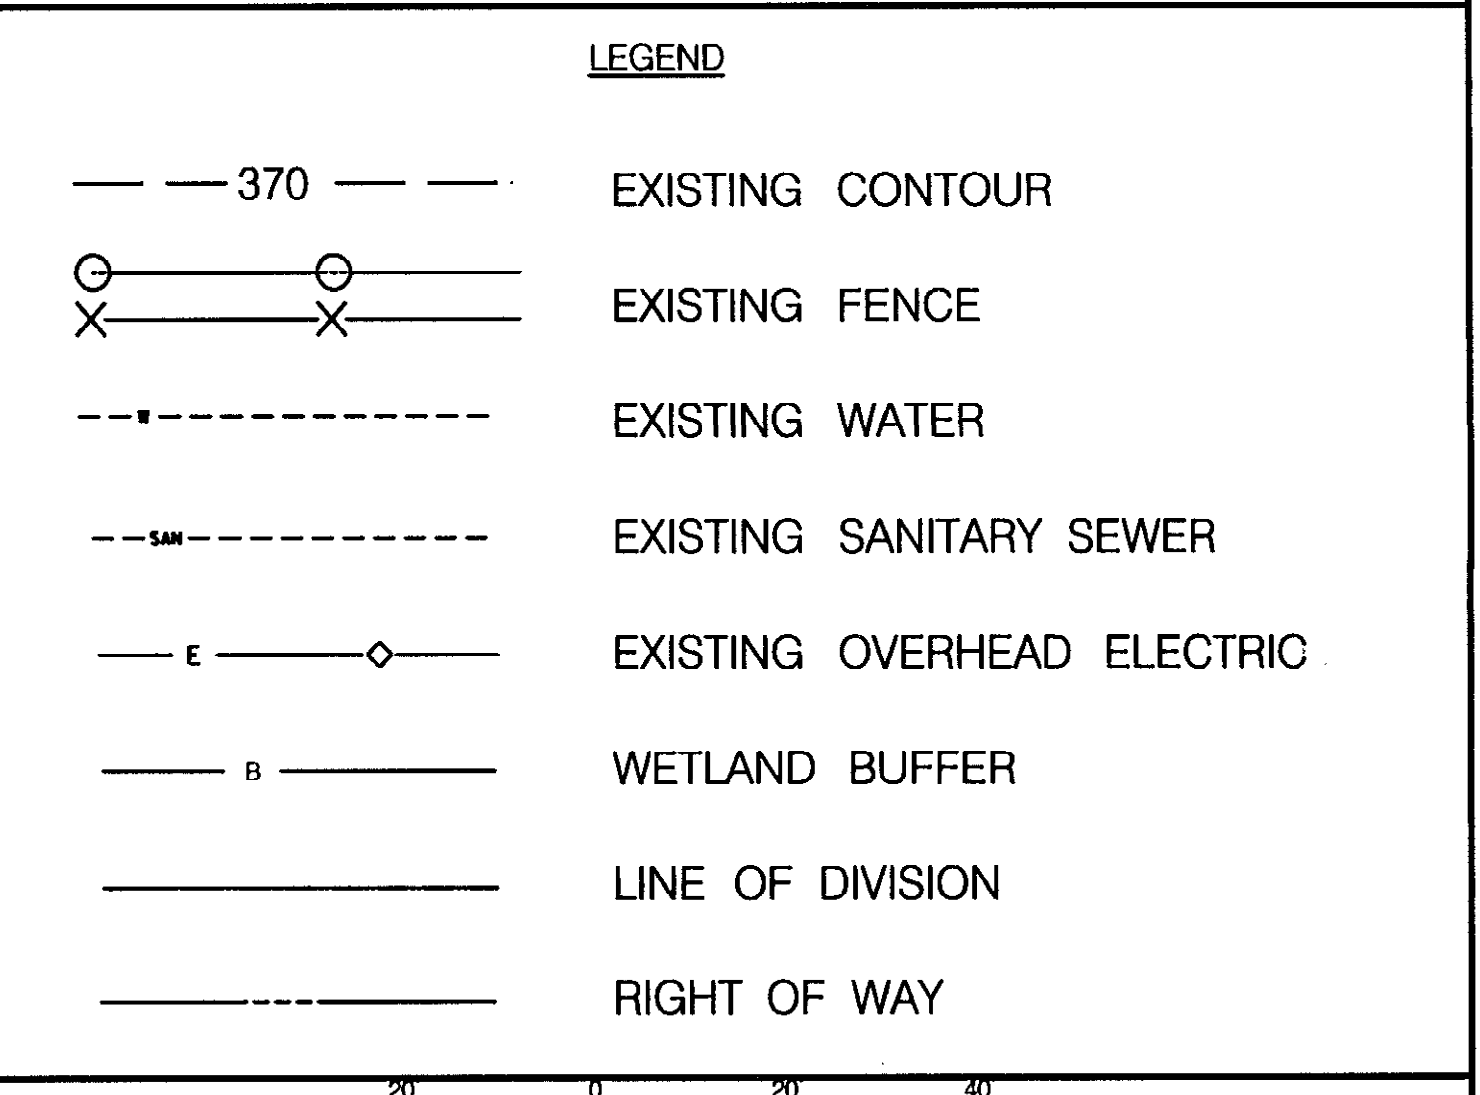 LEGEND
370 EXISTING CONTOUR
EXISTING FENCE
W EXISTING WATER
SAN EXISTING SANITARY SEWER
E EXISTING OVERHEAD ELECTRIC
B WETLAND BUFFER
LINE OF DIVISION
RIGHT OF WAY
20 0 20 40